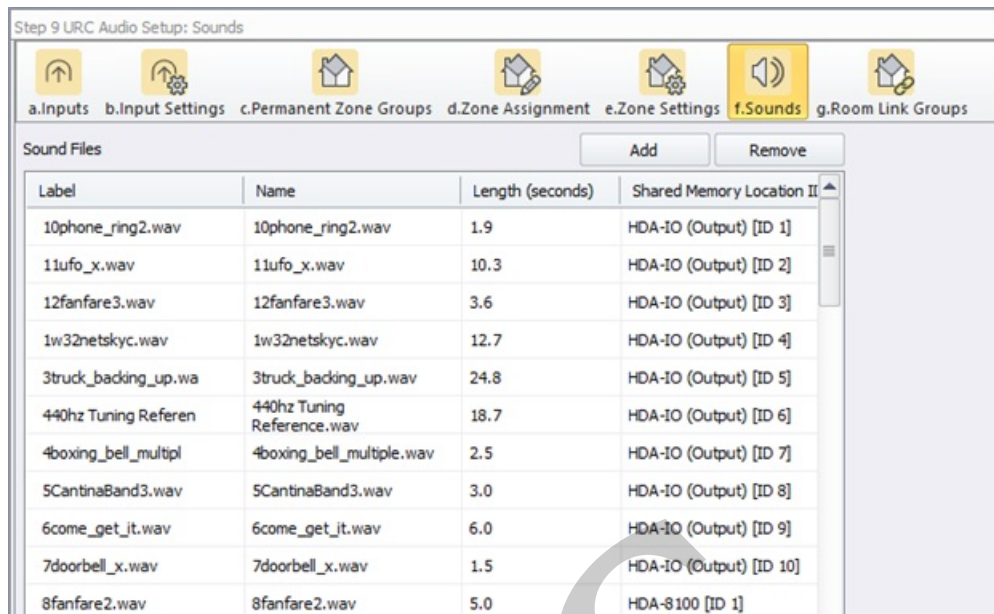 Step 9 URC Audio Setup: Sounds
a.Inputs b.Input Settings c.Permanent Zone Groups d.Zone Assignment e.Zone Settings f.Sounds g.Room Link Groups
Sound Files Add Remove
Label Name Length (seconds) Shared Memory Location
10phone_ring2.wav 10phone_ring2.wav 1.9 HDA-IO (Output) [ID 1]
11ufo_x.wav 11ufo_x.wav 10.3 HDA-IO (Output) [ID 2]
12fanfare3.wav 12fanfare3.wav 3.6 HDA-IO (Output) [ID 3]
1w32netskyc.wav 1w32netskyc.wav 12.7 HDA-IO (Output) [ID 4]
3truck_backing_up.wa 3truck_backing_up.wav 24.8 HDA-IO (Output) [ID 5]
440hz Tuning Referen 440hz Tuning 18.7 HDA-IO (Output) [ID 6]
Reference.wav
4boxing_bell_multipl 4boxing_bell_multiple.wav 2.5 HDA-IO (Output) [ID 7]
5CantinaBand3.wav 5CantinaBand3.wav 3.0 HDA-IO (Output) [ID 8]
6come_get_it.wav 6come_get_it.wav 6.0 HDA-IO (Output) [ID 9]
7doorbell_x.wav 7doorbell_x.wav 1.5 HDA-IO (Output) [ID 10]
8fanfare2.wav 8fanfare2.wav 5.0 HDA-8100 [ID 1]